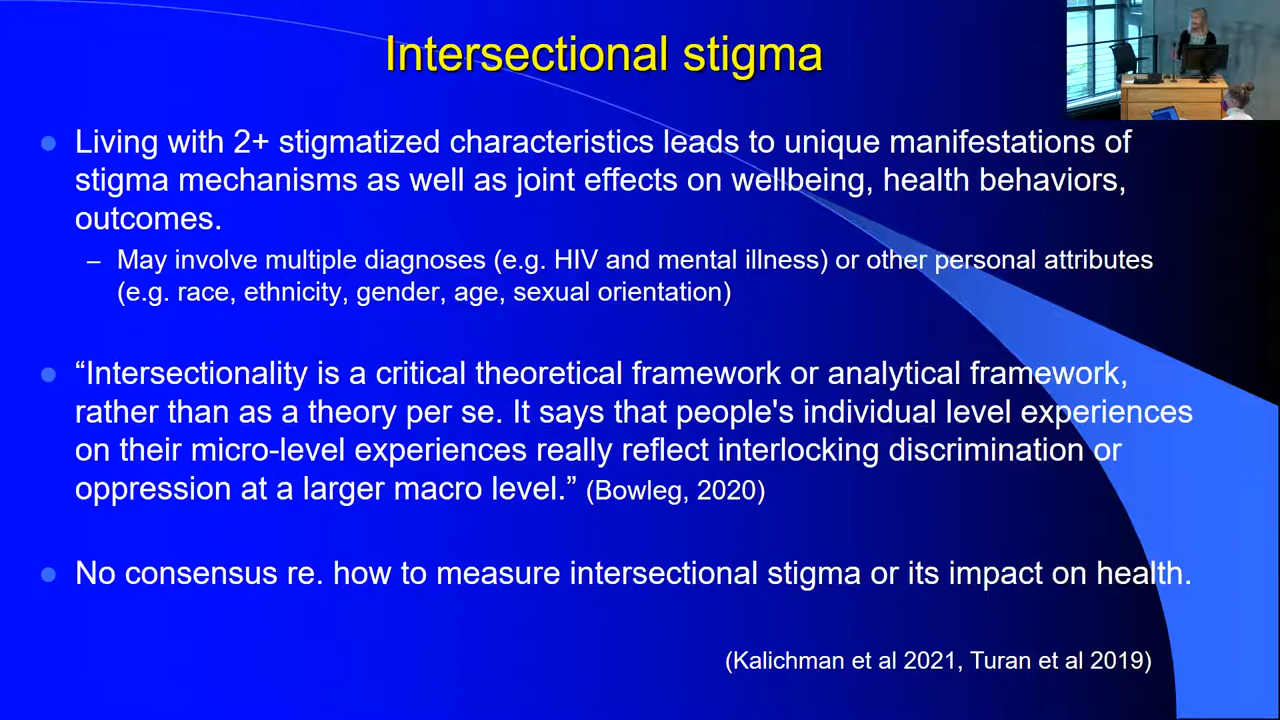 Intersectional stigma
● Living with 2+ stigmatized characteristics leads to unique manifestations of
stigma mechanisms as well as joint effects on wellbeing, health behaviors,
outcomes.
– May involve multiple diagnoses (e.g. HIV and mental illness) or other personal attributes
(e.g. race, ethnicity, gender, age, sexual orientation)
● “Intersectionality is a critical theoretical framework or analytical framework,
rather than as a theory per se. It says that people's individual level experiences
on their micro-level experiences really reflect interlocking discrimination or
oppression at a larger macro level.” (Bowleg, 2020)
● No consensus re. how to measure intersectional stigma or its impact on health.
(Kalichman et al 2021, Turan et al 2019)